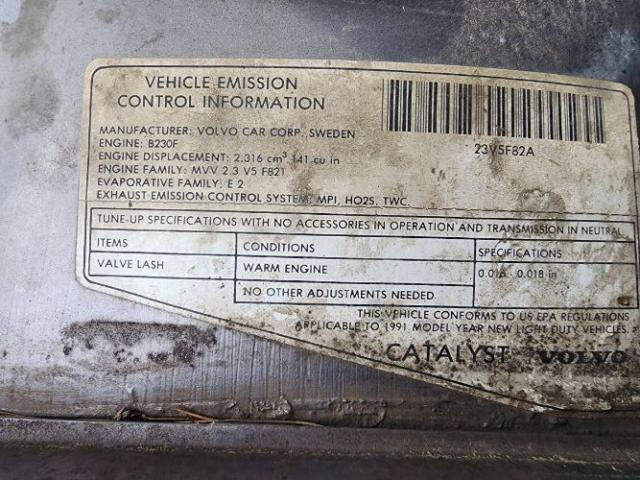 VEHICLE EMISSION
CONTROL INFORMATION
23V5F82A
MANUFACTURER: VOLVO CAR CORP., SWEDEN
ENGINE: B230F
ENGINE DISPLACEMENT: 2.316 cm³ 141 cu in
ENGINE FAMILY: MVV 2.3 V5 F821
EVAPORATIVE FAMILY: E 2
EXHAUST EMISSION CONTROL SYSTEM: MPI, HO2S, TWC.
TUNE-UP SPECIFICATIONS WITH NO ACCESSORIES IN OPERATION AND TRANSMISSION IN NEUTRAL.
ITEMS CONDITIONS SPECIFICATIONS
VALVE LASH WARM ENGINE 0.018 in
NO OTHER ADJUSTMENTS NEEDED
THIS VEHICLE CONFORMS TO US EPA REGULATIONS
APPLICABLE TO 1991 MODEL YEAR NEW LIGHT DUTY VEHICLES.
CATALYST VOLVO